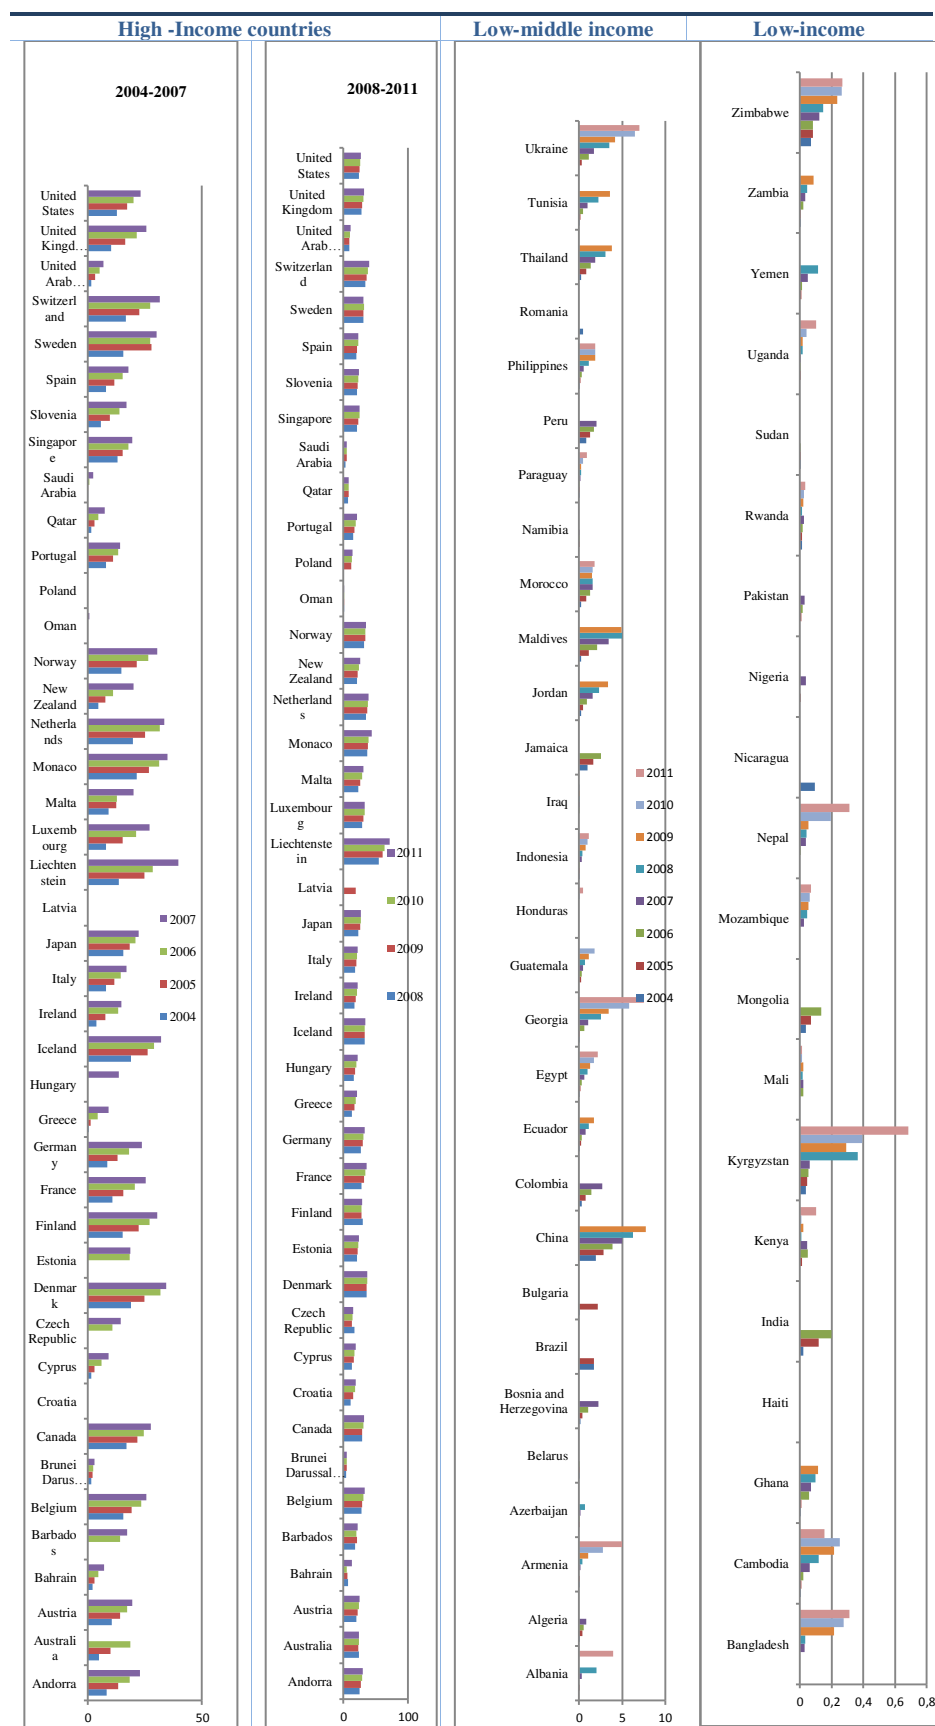 High -Income countries
Low-middle income
Low-income
2004-2007
United
States
United
Kingd...
United
Arab...
Switzerl
and
Sweden
Spain
Slovenia
Singapor
e
Saudi
Arabia
Qatar
Portugal
Poland
Oman
Norway
New
Zealand
Netherla
nds
Monaco
Malta
Luxemb
ourg
Liechten
stein
Latvia
Japan
Italy
Ireland
Iceland
Hungary
Greece
German
y
France
Finland
Estonia
Denmar
k
Czech
Republic
Cyprus
Croatia
Canada
Brunei
Darus...
Belgium
Barbado
s
Bahrain
Austria
Australi
a
Andorra
2007
2006
2005
2004
0 50
2008-2011
United
States
United
Kingdom
United
Arab...
Switzerlan
d
Sweden
Spain
Slovenia
Singapore
Saudi
Arabia
Qatar
Portugal
Poland
Oman
Norway
New
Zealand
Netherland
s
Monaco
Malta
Luxembour
g
Liechtenste
in
Latvia
Japan
Italy
Ireland
Iceland
Hungary
Greece
Germany
France
Finland
Estonia
Denmark
Czech
Republic
Cyprus
Croatia
Canada
Brunei
Darussal...
Belgium
Barbados
Bahrain
Austria
Australia
Andorra
2011
2010
2009
2008
0 100
Ukraine
Tunisia
Thailand
Romania
Philippines
Peru
Paraguay
Namibia
Morocco
Maldives
Jordan
Jamaica
Iraq
Indonesia
Honduras
Guatemala
Georgia
Egypt
Ecuador
Colombia
China
Bulgaria
Brazil
Bosnia and
Herzegovina
Belarus
Azerbaijan
Armenia
Algeria
Albania
2011
2010
2009
2008
2007
2006
2005
2004
0 5 10
Zimbabwe
Zambia
Yemen
Uganda
Sudan
Rwanda
Pakistan
Nigeria
Nicaragua
Nepal
Mozambique
Mongolia
Mali
Kyrgyzstan
Kenya
India
Haiti
Ghana
Cambodia
Bangladesh
0 0,2 0,4 0,6 0,8